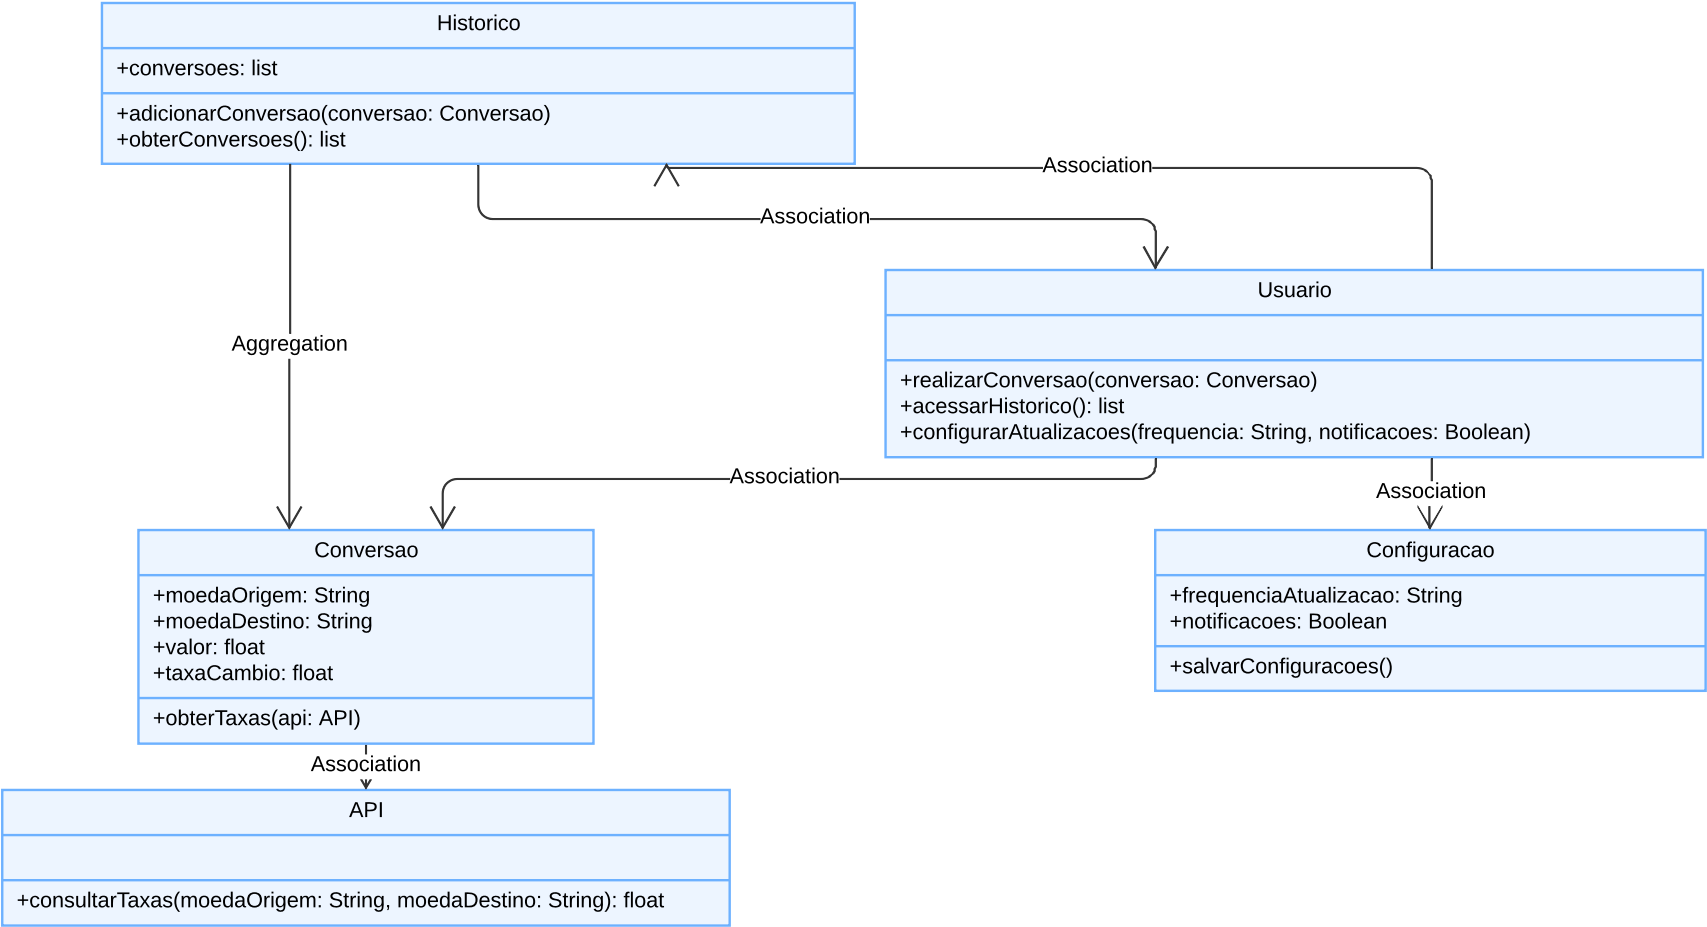 Historico
+conversoes: list
+adicionarConversao(conversao: Conversao)
+obterConversoes(): list
Association
Association
Usuario
+realizarConversao(conversao: Conversao)
+acessarHistorico(): list
+configurarAtualizacoes(frequencia: String, notificacoes: Boolean)
Aggregation
Association
Association
Conversao
+moedaOrigem: String
+moedaDestino: String
+valor: float
+taxaCambio: float
+obterTaxas(api: API)
Configuracao
+frequenciaAtualizacao: String
+notificacoes: Boolean
+salvarConfiguracoes()
Association
API
+consultarTaxas(moedaOrigem: String, moedaDestino: String): float